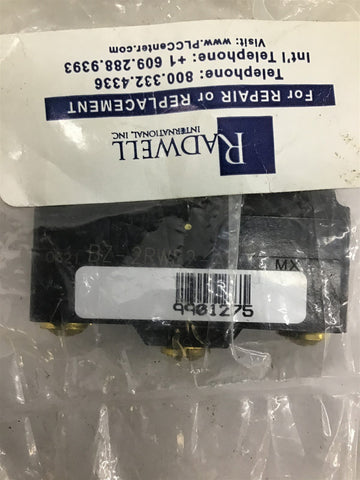 RADWELL
INTERNATIONAL, INC.
For REPAIR or REPLACEMENT
Telephone: 800.332.4336
Int'l Telephone: +1 609.288.9393
Visit: www.PLCCenter.com
MX
9901275